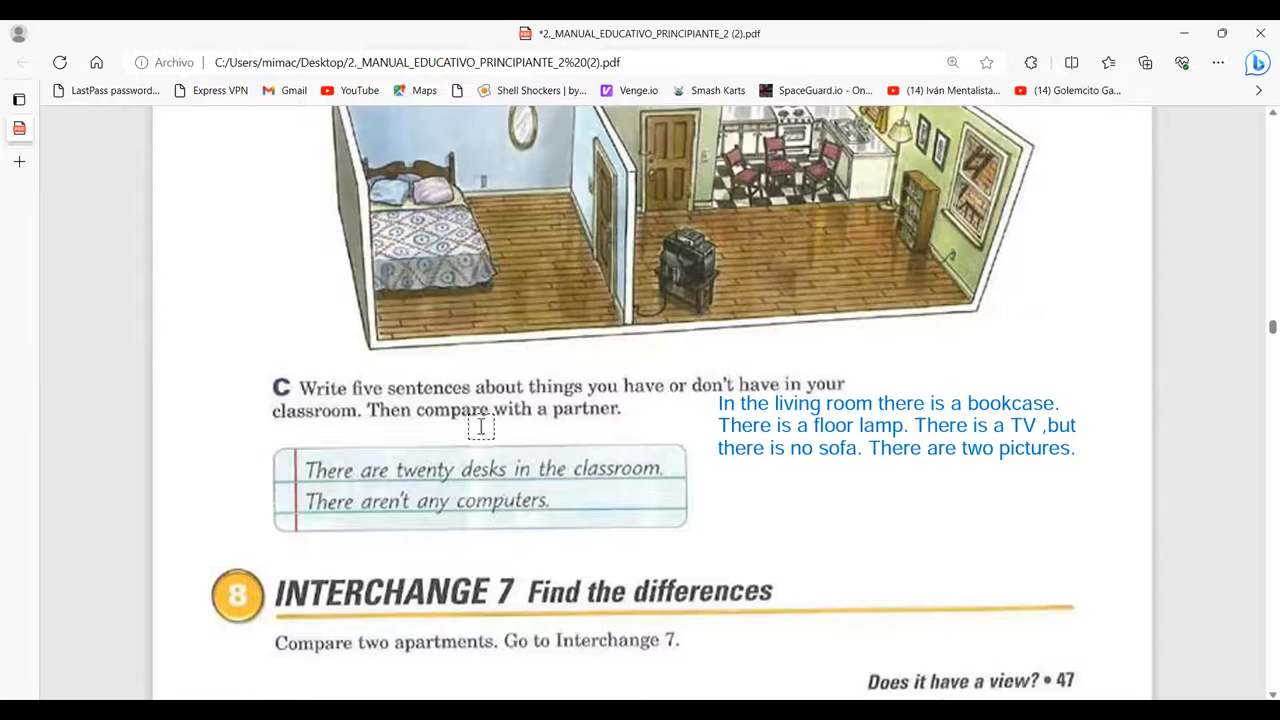 *2._MANUAL_EDUCATIVO_PRINCIPIANTE_2 (2).pdf
Archivo C:/Users/mimac/Desktop/2._MANUAL_EDUCATIVO_PRINCIPIANTE_2%20(2).pdf
LastPass password... Express VPN Gmail YouTube Maps Shell Shockers | by... Venge.io Smash Karts SpaceGuard.io - On... (14) Iván Mentalista... (14) Golemcito Ga...
C Write five sentences about things you have or don't have in your
classroom. Then compare with a partner.
In the living room there is a bookcase.
There is a floor lamp. There is a TV ,but
there is no sofa. There are two pictures.
There are twenty desks in the classroom.
There aren't any computers.
8 INTERCHANGE 7 Find the differences
Compare two apartments. Go to Interchange 7.
Does it have a view? • 47